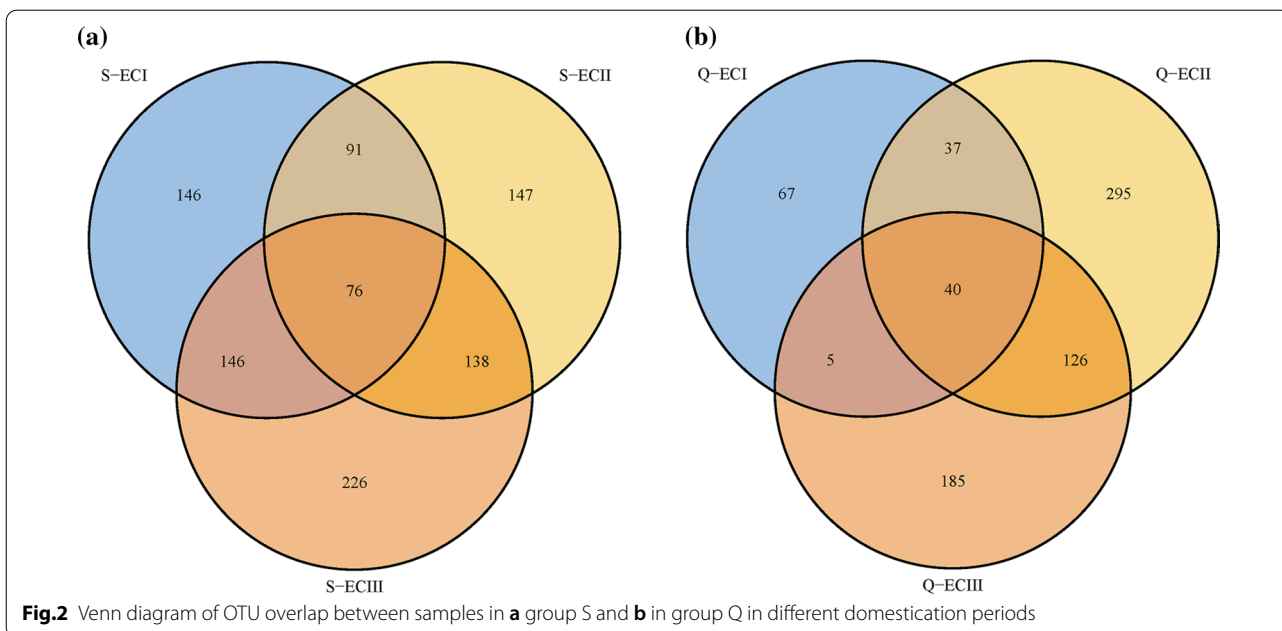 (a)
S−ECI
S−ECII
91
146
147
76
146
138
226
S−ECIII
(b)
Q−ECI
Q−ECII
37
67
295
40
5
126
185
Q−ECIII
Fig.2 Venn diagram of OTU overlap between samples in a group S and b in group Q in different domestication periods